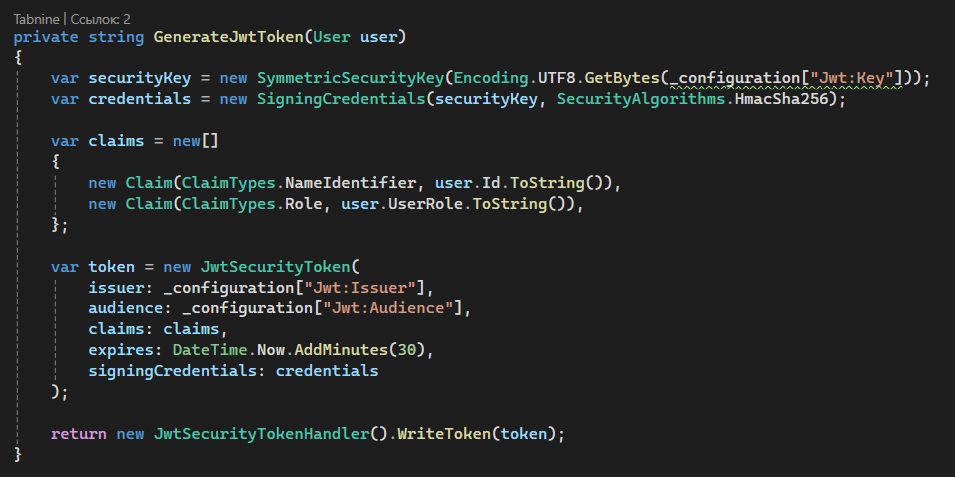 Tabnine | Ссылок: 2
private string GenerateJwtToken(User user)
{
    var securityKey = new SymmetricSecurityKey(Encoding.UTF8.GetBytes(_configuration["Jwt:Key"]));
    var credentials = new SigningCredentials(securityKey, SecurityAlgorithms.HmacSha256);

    var claims = new[]
    {
        new Claim(ClaimTypes.NameIdentifier, user.Id.ToString()),
        new Claim(ClaimTypes.Role, user.UserRole.ToString()),
    };

    var token = new JwtSecurityToken(
        issuer: _configuration["Jwt:Issuer"],
        audience: _configuration["Jwt:Audience"],
        claims: claims,
        expires: DateTime.Now.AddMinutes(30),
        signingCredentials: credentials
    );

    return new JwtSecurityTokenHandler().WriteToken(token);
}